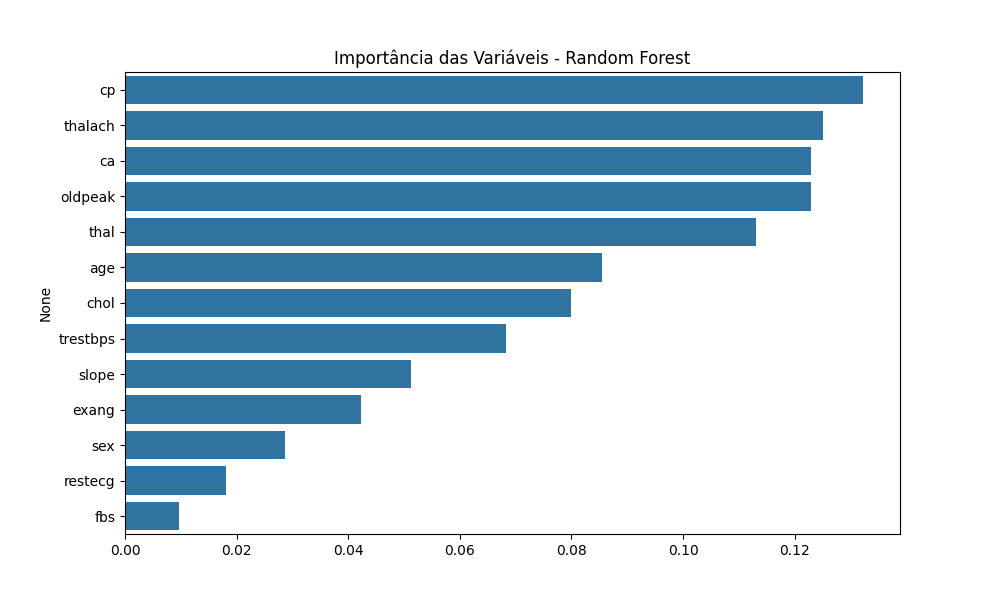 Importância das Variáveis - Random Forest
cp
thalach
ca
oldpeak
thal
age
chol
trestbps
slope
exang
sex
restecg
fbs
None
0.00 0.02 0.04 0.06 0.08 0.10 0.12